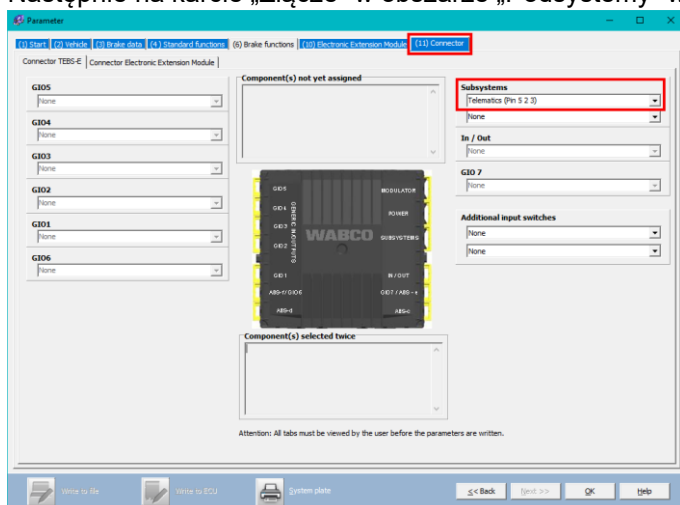 Następnie na karcie „Złącze" w obszarze „Podsystemy" w
Parameter
(1) Start (2) Vehicle (3) Brake data (4) Standard functions (6) Brake functions (10) Electronic Extension Module (11) Connector
Connector TEBS-E Connector Electronic Extension Module
GIO5
None
GIO4
None
GIO3
None
GIO2
None
GIO1
None
GIO6
None
Component(s) not yet assigned
GIO5
GIO4
GIO3
GIO2
GIO1
ABS-f/GIO6
ABS-d
GENERIC IN/OUTPUTS
WABCO
MODULATOR
POWER
SUBSYSTEMS
IN/OUT
GIO7 / ABS-e
ABS-c
Component(s) selected twice
Attention: All tabs must be viewed by the user before the parameters are written.
Subsystems
Telematics (Pin 5 2 3)
None
In / Out
None
GIO 7
None
Additional input switches
None
None
Write to file Write to ECU System plate << Back Next >> OK Help